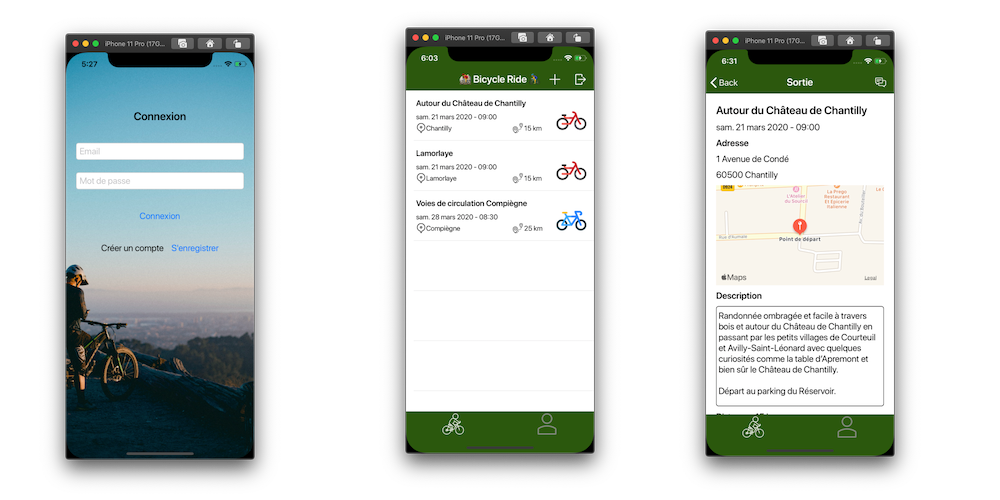 iPhone 11 Pro (17G...
5:27
Connexion
Email
Mot de passe
Connexion
Créer un compte S'enregistrer
iPhone 11 Pro (17G...
6:03
Bicycle Ride
Autour du Château de Chantilly
sam. 21 mars 2020 - 09:00
Chantilly 15 km
Lamorlaye
sam. 21 mars 2020 - 09:00
Lamorlaye 15 km
Voies de circulation Compiègne
sam. 28 mars 2020 - 08:30
Compiègne 25 km
iPhone 11 Pro (17G...
6:31
Back Sortie
Autour du Château de Chantilly
sam. 21 mars 2020 - 09:00
Adresse
1 Avenue de Condé
60500 Chantilly
L'Atelier
du Sourcil
La Prego
Restaurant
Et Epicerie
Italienne
Rue d'Aumale
Point de départ
Maps
Legal
Description
Randonnée ombragée et facile à travers
bois et autour du Château de Chantilly en
passant par les petits villages de Courteuil
et Avilly-Saint-Léonard avec quelques
curiosités comme la table d'Apremont et
bien sûr le Château de Chantilly.
Départ au parking du Réservoir.